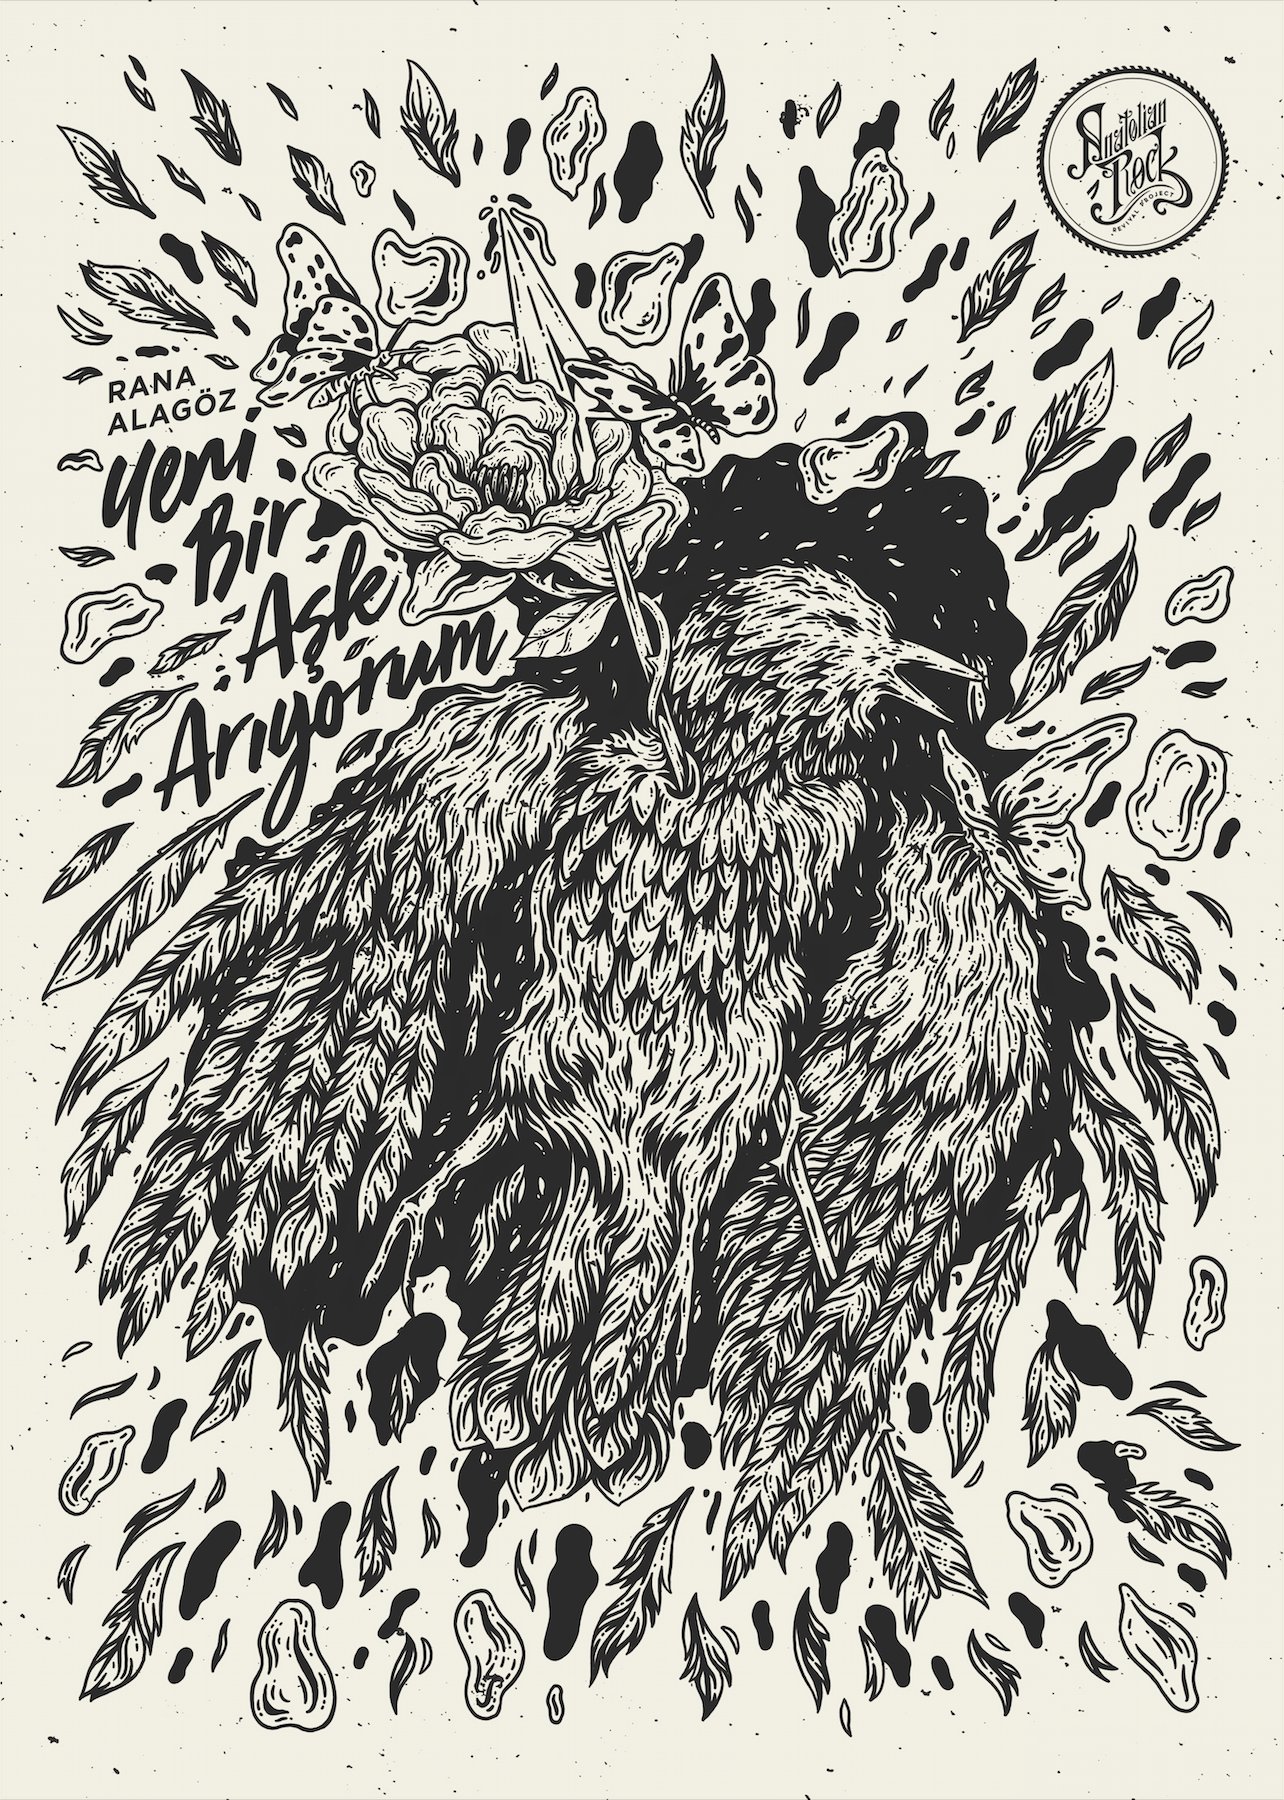 RANA
ALAGÖZ
Yeni
Bir
Aşk
Arıyorum
Anatolian
Rock
REVIVAL PROJECT